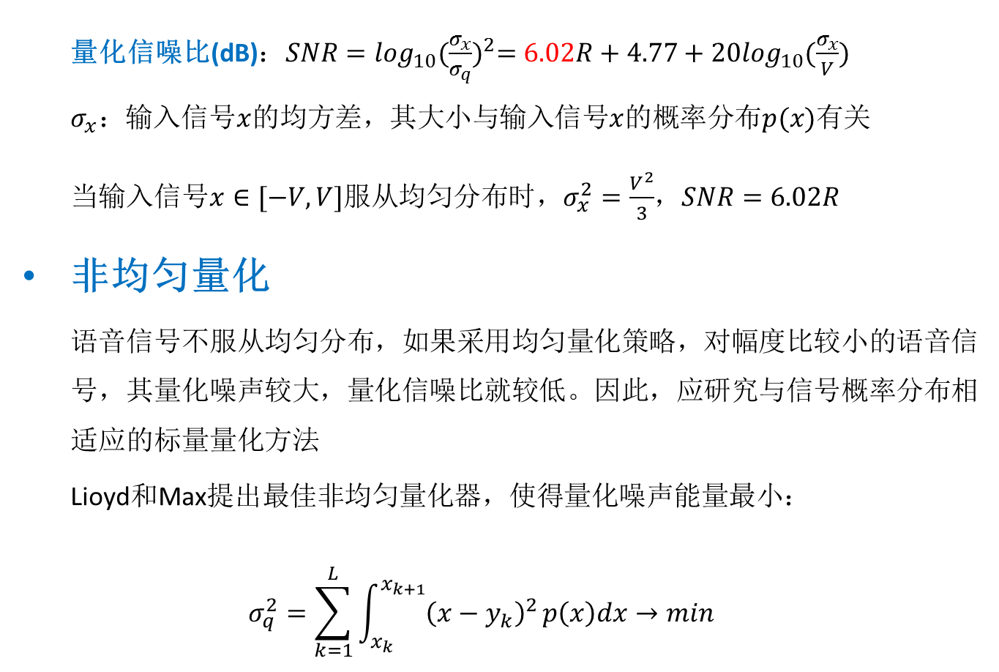 量化信噪比(dB)：$SNR = log_{10}(\frac{\sigma_x}{\sigma_q})^2 = 6.02R + 4.77 + 20log_{10}(\frac{\sigma_x}{V})$
$\sigma_x$：输入信号$x$的均方差，其大小与输入信号$x$的概率分布$p(x)$有关
当输入信号$x \in [-V, V]$服从均匀分布时，$\sigma_x^2 = \frac{V^2}{3}$，$SNR = 6.02R$
• 非均匀量化
语音信号不服从均匀分布，如果采用均匀量化策略，对幅度比较小的语音信
号，其量化噪声较大，量化信噪比就较低。因此，应研究与信号概率分布相
适应的标量量化方法
Lioyd和Max提出最佳非均匀量化器，使得量化噪声能量最小：
$\sigma_q^2 = \sum_{k=1}^{L} \int_{x_k}^{x_{k+1}} (x - y_k)^2 p(x)dx \to min$